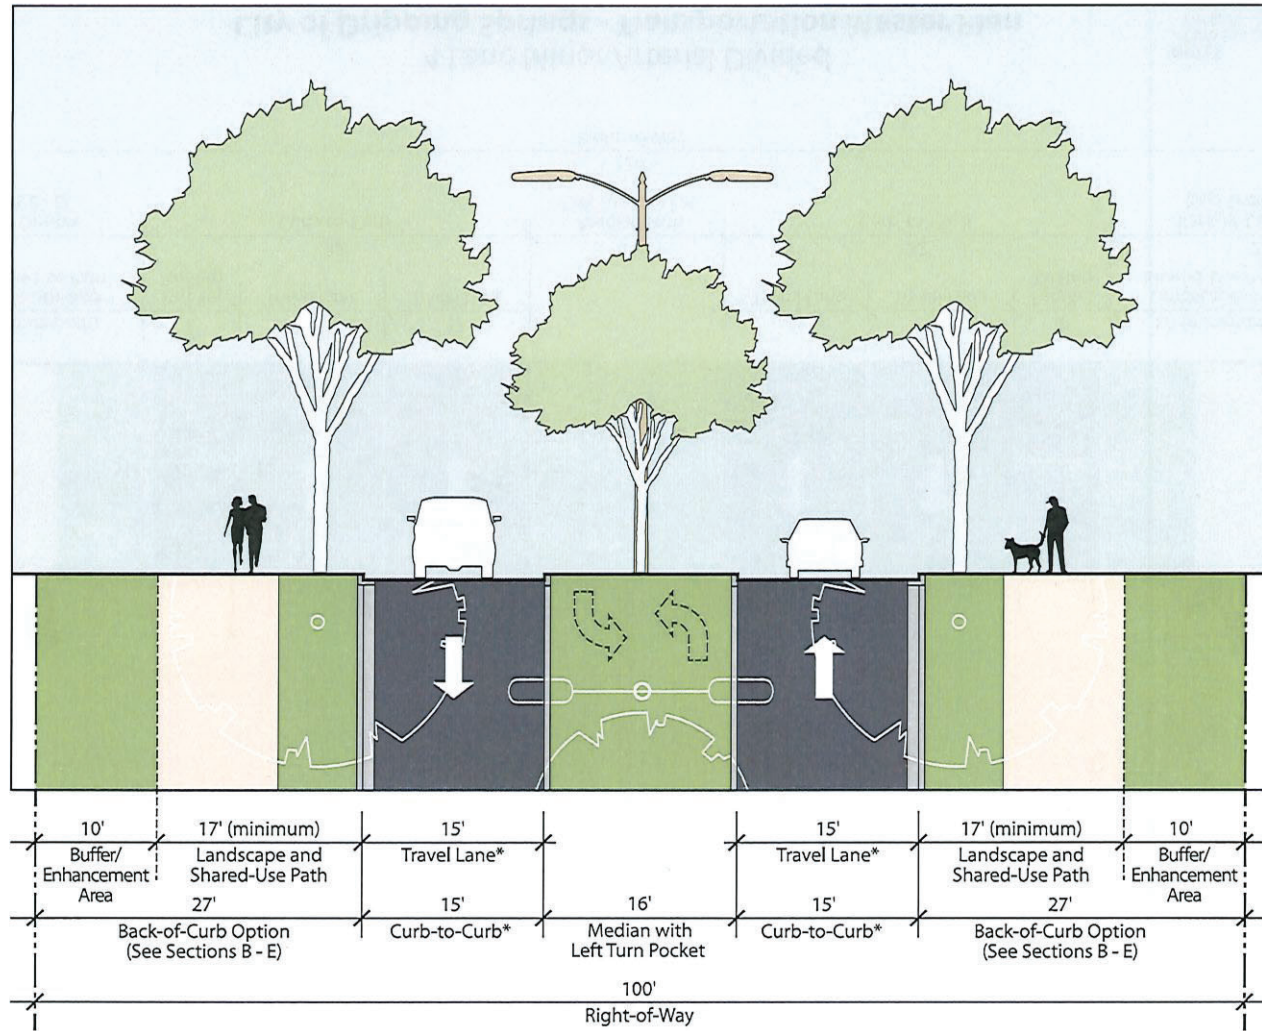 10'
17' (minimum)
15'
15'
17' (minimum)
10'
Buffer/
Enhancement
Area
Landscape and
Shared-Use Path
Travel Lane*
Travel Lane*
Landscape and
Shared-Use Path
Buffer/
Enhancement
Area
27'
15'
16'
15'
27'
Back-of-Curb Option
(See Sections B - E)
Curb-to-Curb*
Median with
Left Turn Pocket
Curb-to-Curb*
Back-of-Curb Option
(See Sections B - E)
100'
Right-of-Way